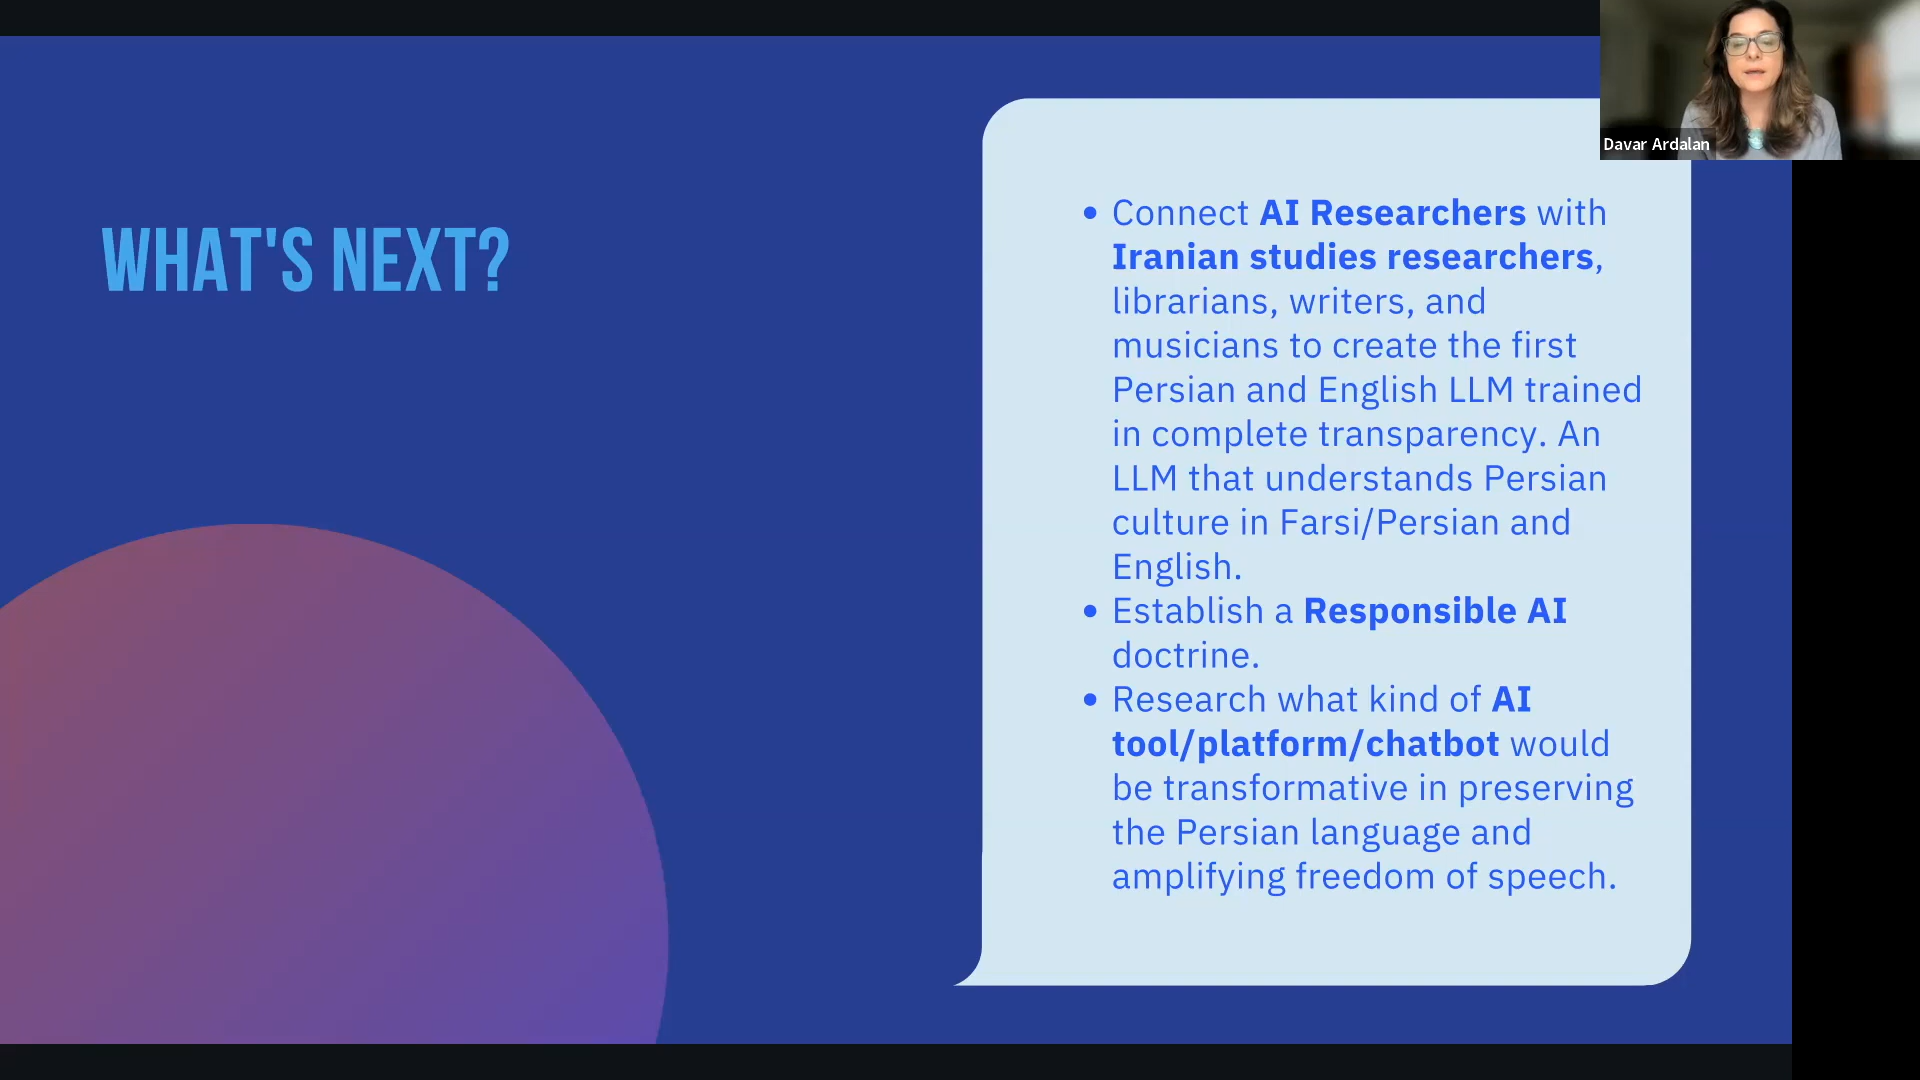 WHAT'S NEXT?
• Connect AI Researchers with
Iranian studies researchers,
librarians, writers, and
musicians to create the first
Persian and English LLM trained
in complete transparency. An
LLM that understands Persian
culture in Farsi/Persian and
English.
• Establish a Responsible AI
doctrine.
• Research what kind of AI
tool/platform/chatbot would
be transformative in preserving
the Persian language and
amplifying freedom of speech.
Davar Ardalan